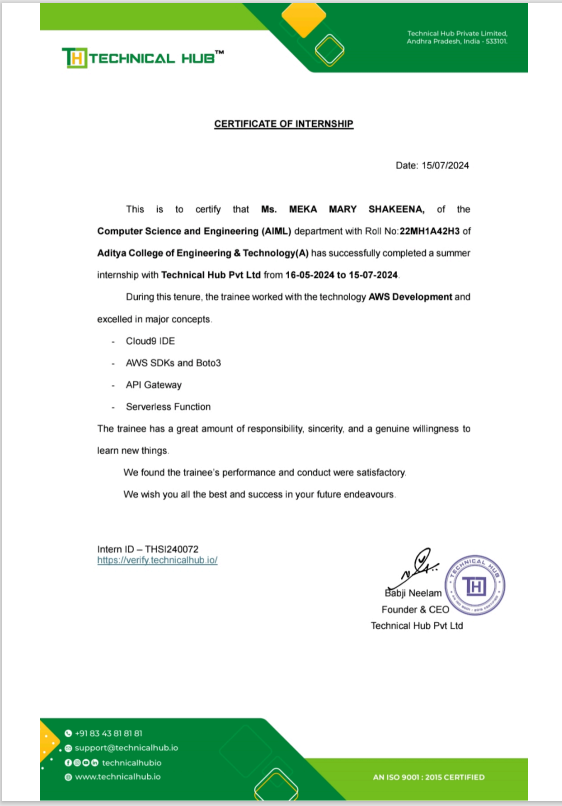 Technical Hub Private Limited,
Andhra Pradesh, India - 533101.
TH TECHNICAL HUB™
CERTIFICATE OF INTERNSHIP
Date: 15/07/2024
This is to certify that Ms. MEKA MARY SHAKEENA, of the
Computer Science and Engineering (AIML) department with Roll No:22MH1A42H3 of
Aditya College of Engineering & Technology(A) has successfully completed a summer
internship with Technical Hub Pvt Ltd from 16-05-2024 to 15-07-2024.
During this tenure, the trainee worked with the technology AWS Development and
excelled in major concepts.
- Cloud9 IDE
- AWS SDKs and Boto3
- API Gateway
- Serverless Function
The trainee has a great amount of responsibility, sincerity, and a genuine willingness to
learn new things.
We found the trainee's performance and conduct were satisfactory.
We wish you all the best and success in your future endeavours.
Intern ID – THSI240072
https://verify.technicalhub.io/
TECHNICAL HUB
TH
Babji Neelam
Founder & CEO
Technical Hub Pvt Ltd
+91 83 43 81 81 81
support@technicalhub.io
technicalhubio
www.technicalhub.io
AN ISO 9001 : 2015 CERTIFIED